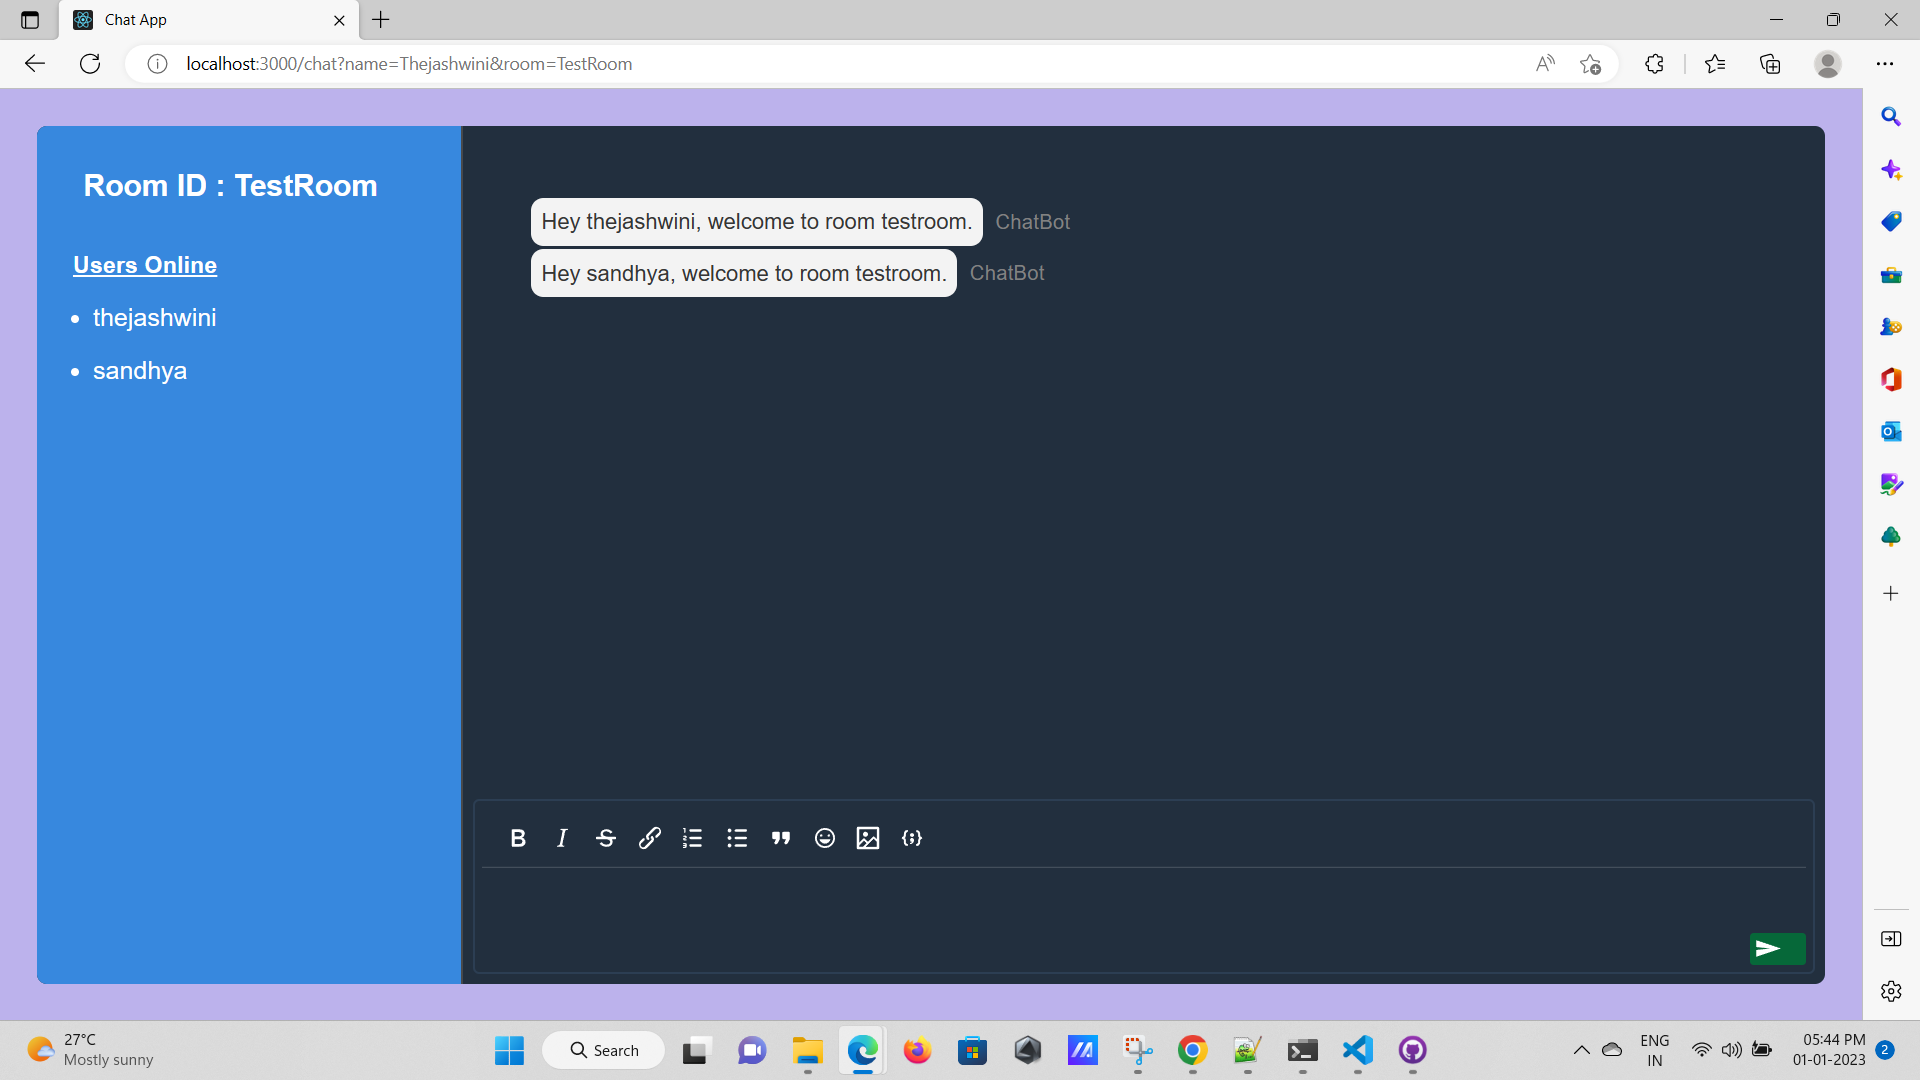 Chat App
localhost:3000/chat?name=Thejashwini&room=TestRoom
Room ID : TestRoom
Users Online
thejashwini
sandhya
Hey thejashwini, welcome to room testroom. ChatBot
Hey sandhya, welcome to room testroom. ChatBot
27°C
Mostly sunny
Search
ENG
IN
05:44 PM
01-01-2023
2